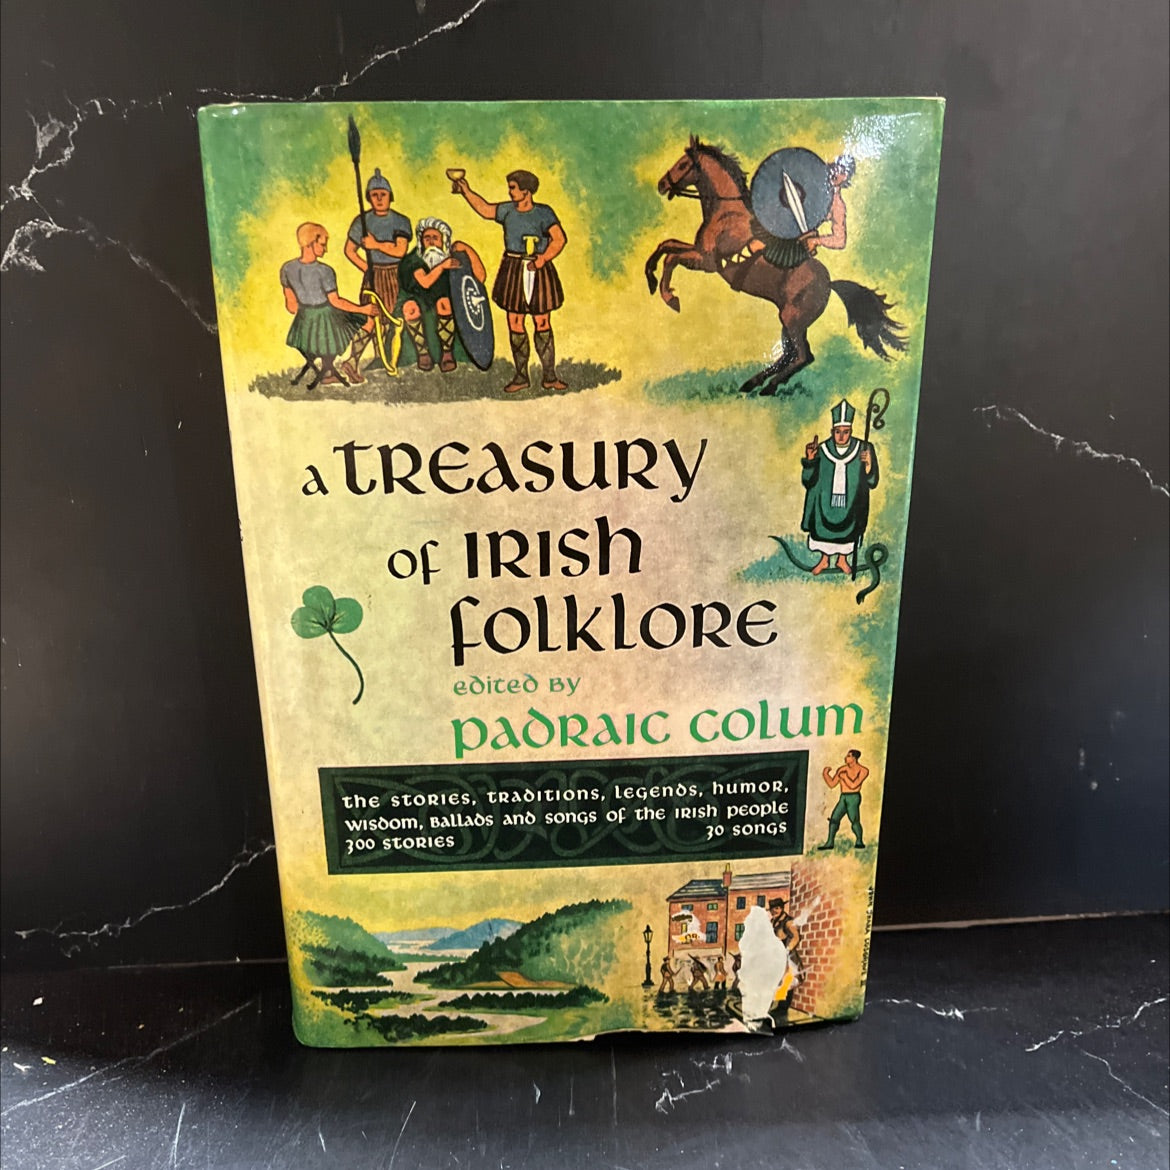 a TREASURY
of IRISH
FOLKLORE
edited by
PADRAIC COLUM
the STORIES, TRADITIONS, LEGENDS, humor,
WISDOM, BALLADS and SONGS of the IRISH people
300 STORIES 30 SONGS